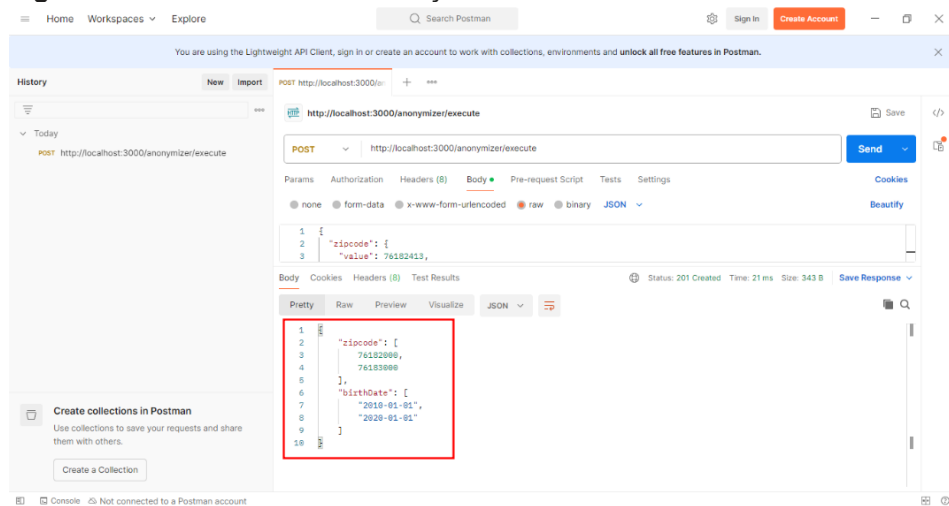 Home Workspaces Explore Search Postman Sign In Create Account
You are using the Lightweight API Client, sign in or create an account to work with collections, environments and unlock all free features in Postman.
History New Import POST http://localhost:3000/an
http://localhost:3000/anonymizer/execute Save
Today
POST http://localhost:3000/anonymizer/execute
POST http://localhost:3000/anonymizer/execute Send
Params Authorization Headers (8) Body Pre-request Script Tests Settings Cookies
none form-data x-www-form-urlencoded raw binary JSON Beautify
1 {
2 "zipcode": {
3 "value": 76182413,
Body Cookies Headers (8) Test Results Status: 201 Created Time: 21 ms Size: 343 B Save Response
Pretty Raw Preview Visualize JSON
1 {
2 "zipcode": [
3 76182000,
4 76183000
5 ],
6 "birthDate": [
7 "2010-01-01",
8 "2020-01-01"
9 ]
10 }
Create collections in Postman
Use collections to save your requests and share
them with others.
Create a Collection
Console Not connected to a Postman account